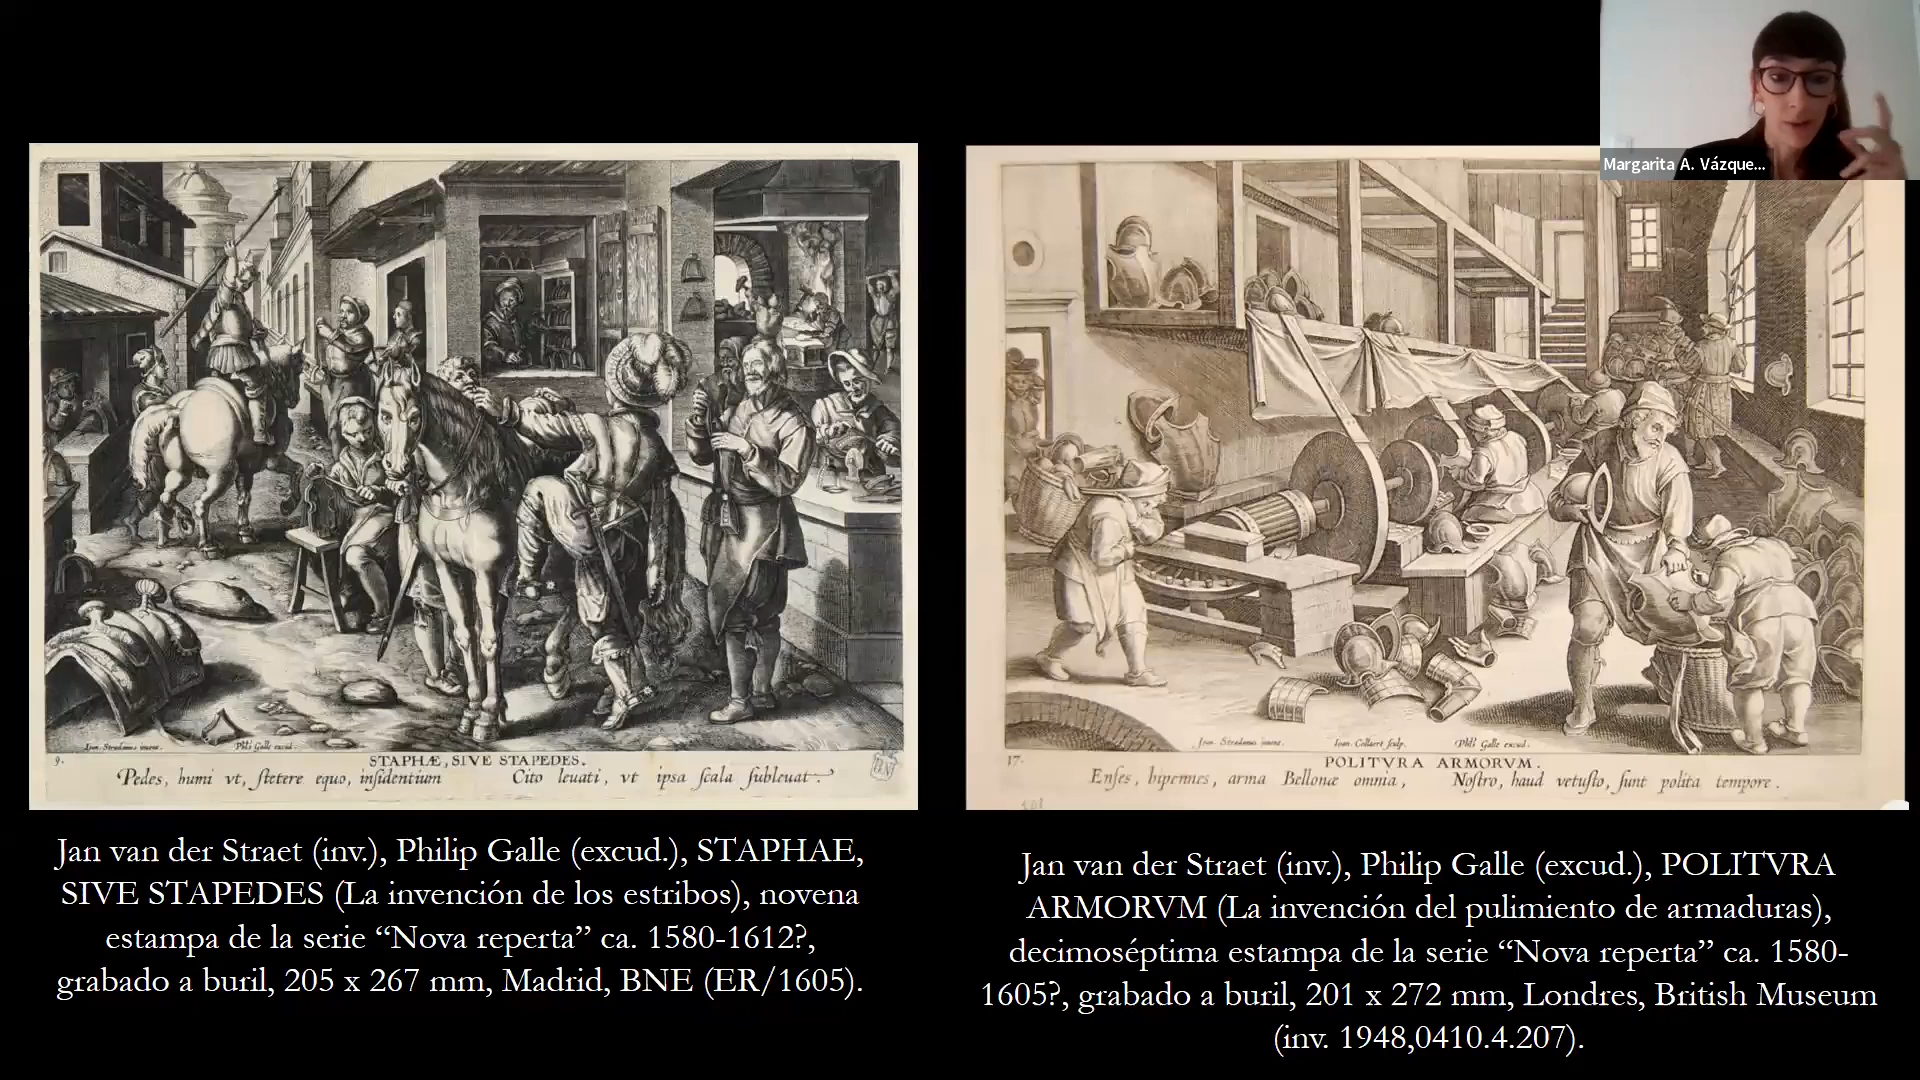 Margarita A. Vázque...
Joan. Stradanus invent.
Phls Galle excud.
9.
STAPHÆ, SIVE STAPEDES.
Pedes, humi vt, stetere equo, insidentium Cito leuati, vt ipsa scala subleuat.
BN
Joan. Stradanus invent. Joan. Collaert sculp. Phls Galle excud.
17.
POLITVRA ARMORVM.
Enses, bipennes, arma Bellonæ omnia, Nostro, haud vetusto, sunt polita tempore.
Jan van der Straet (inv.), Philip Galle (excud.), STAPHAE,
SIVE STAPEDES (La invención de los estribos), novena
estampa de la serie “Nova reperta” ca. 1580-1612?,
grabado a buril, 205 x 267 mm, Madrid, BNE (ER/1605).
Jan van der Straet (inv.), Philip Galle (excud.), POLITVRA
ARMORVM (La invención del pulimiento de armaduras),
decimoséptima estampa de la serie “Nova reperta” ca. 1580-
1605?, grabado a buril, 201 x 272 mm, Londres, British Museum
(inv. 1948,0410.4.207).